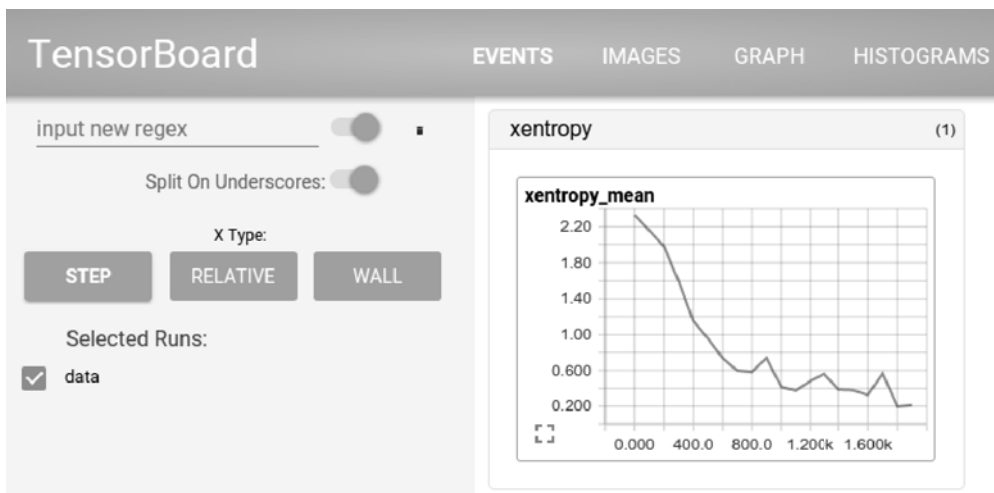 TensorBoard
EVENTS IMAGES GRAPH HISTOGRAMS
input new regex
Split On Underscores:
X Type:
STEP RELATIVE WALL
Selected Runs:
data
xentropy (1)
xentropy_mean
2.20
1.80
1.40
1.00
0.600
0.200
0.000 400.0 800.0 1.200k 1.600k